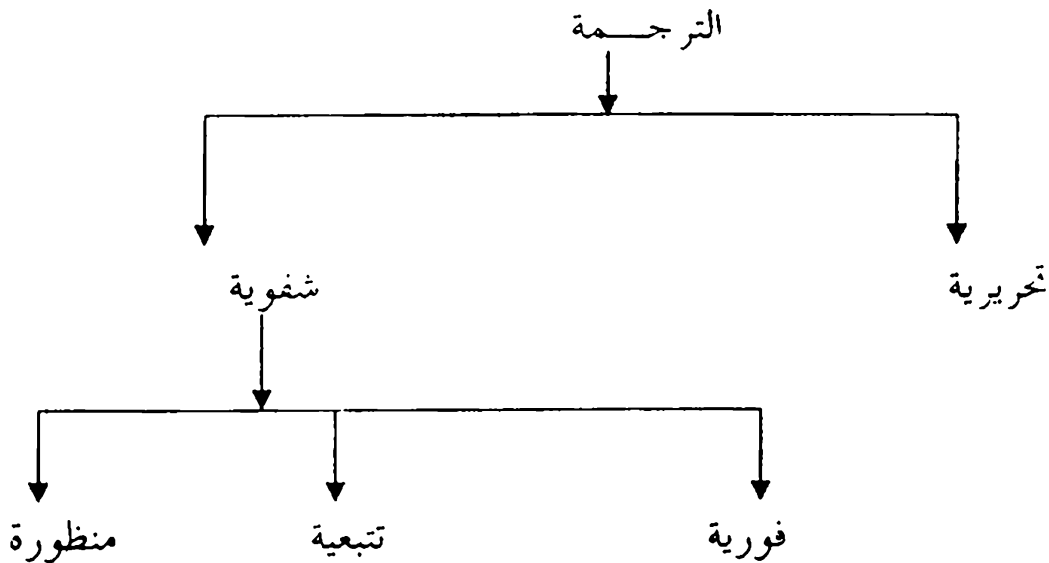 الترجمة
تحريرية
شفوية
فورية
تتبعية
منظورة